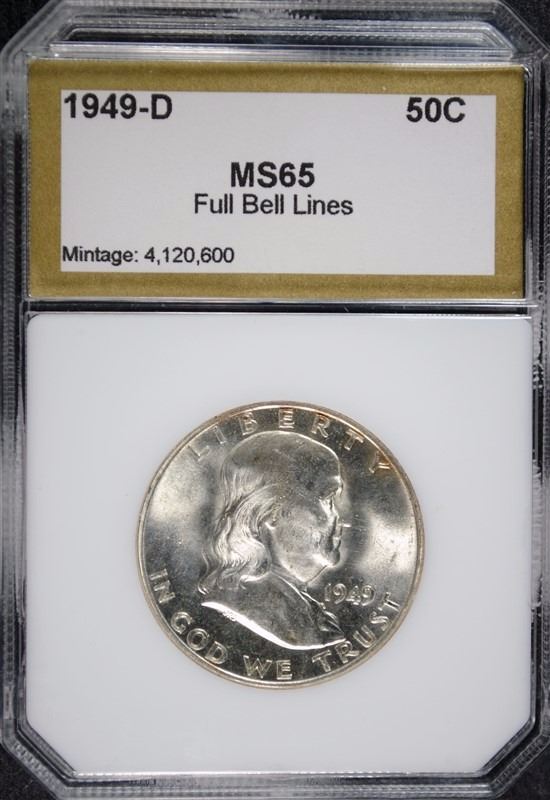 1949-D 50C
MS65
Full Bell Lines
Mintage: 4,120,600
LIBERTY
1949
IN GOD WE TRUST